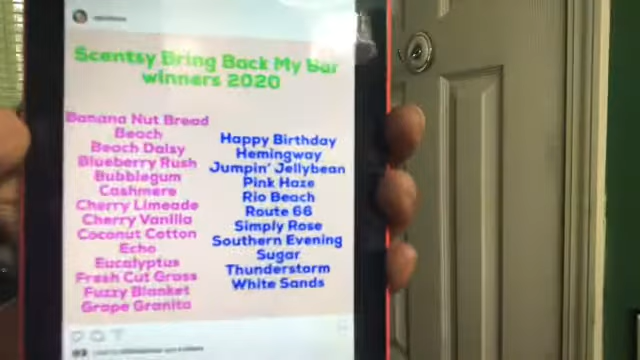 Scentsy Bring Back My Bar
winners 2020
Banana Nut Bread
Beach
Beach Daisy
Blueberry Rush
Bubblegum
Cashmere
Cherry Limeade
Cherry Vanilla
Coconut Cotton
Echo
Eucalyptus
Fresh Cut Grass
Fuzzy Blanket
Grape Granita
Happy Birthday
Hemingway
Jumpin' Jellybean
Pink Haze
Rio Beach
Route 66
Simply Rose
Southern Evening
Sugar
Thunderstorm
White Sands